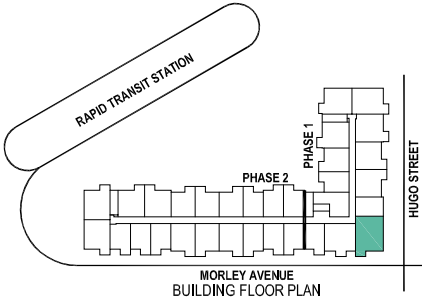 RAPID TRANSIT STATION
PHASE 1
HUGO STREET
PHASE 2
MORLEY AVENUE
BUILDING FLOOR PLAN